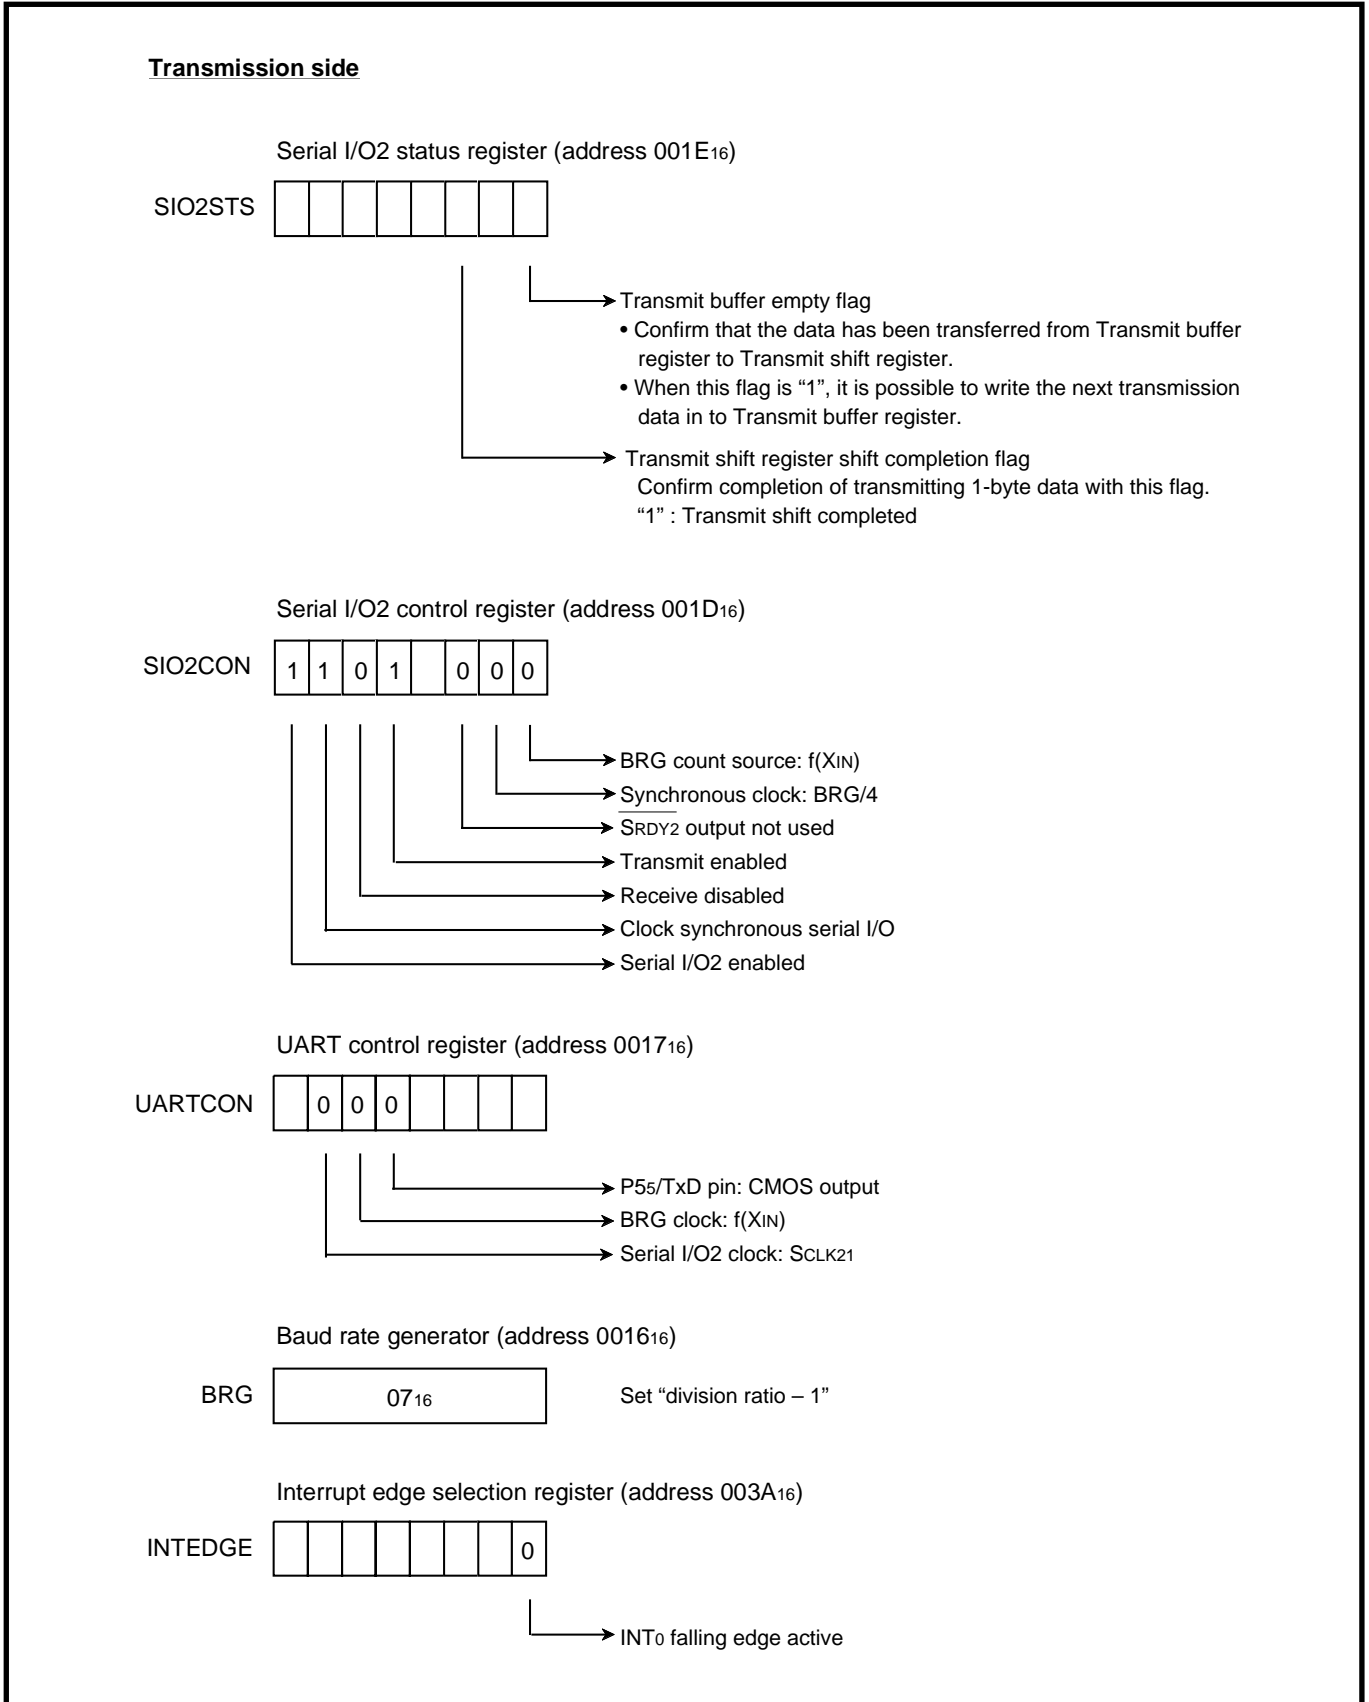 Transmission side
Serial I/O2 status register (address 001E16)
SIO2STS
Transmit buffer empty flag
• Confirm that the data has been transferred from Transmit buffer
register to Transmit shift register.
• When this flag is “1”, it is possible to write the next transmission
data in to Transmit buffer register.
Transmit shift register shift completion flag
Confirm completion of transmitting 1-byte data with this flag.
“1” : Transmit shift completed
Serial I/O2 control register (address 001D16)
SIO2CON 1 1 0 1 0 0 0
BRG count source: f(XIN)
Synchronous clock: BRG/4
SRDY2 output not used
Transmit enabled
Receive disabled
Clock synchronous serial I/O
Serial I/O2 enabled
UART control register (address 001716)
UARTCON 0 0 0
P55/TxD pin: CMOS output
BRG clock: f(XIN)
Serial I/O2 clock: SCLK21
Baud rate generator (address 001616)
BRG 0716 Set “division ratio – 1”
Interrupt edge selection register (address 003A16)
INTEDGE 0
INT0 falling edge active